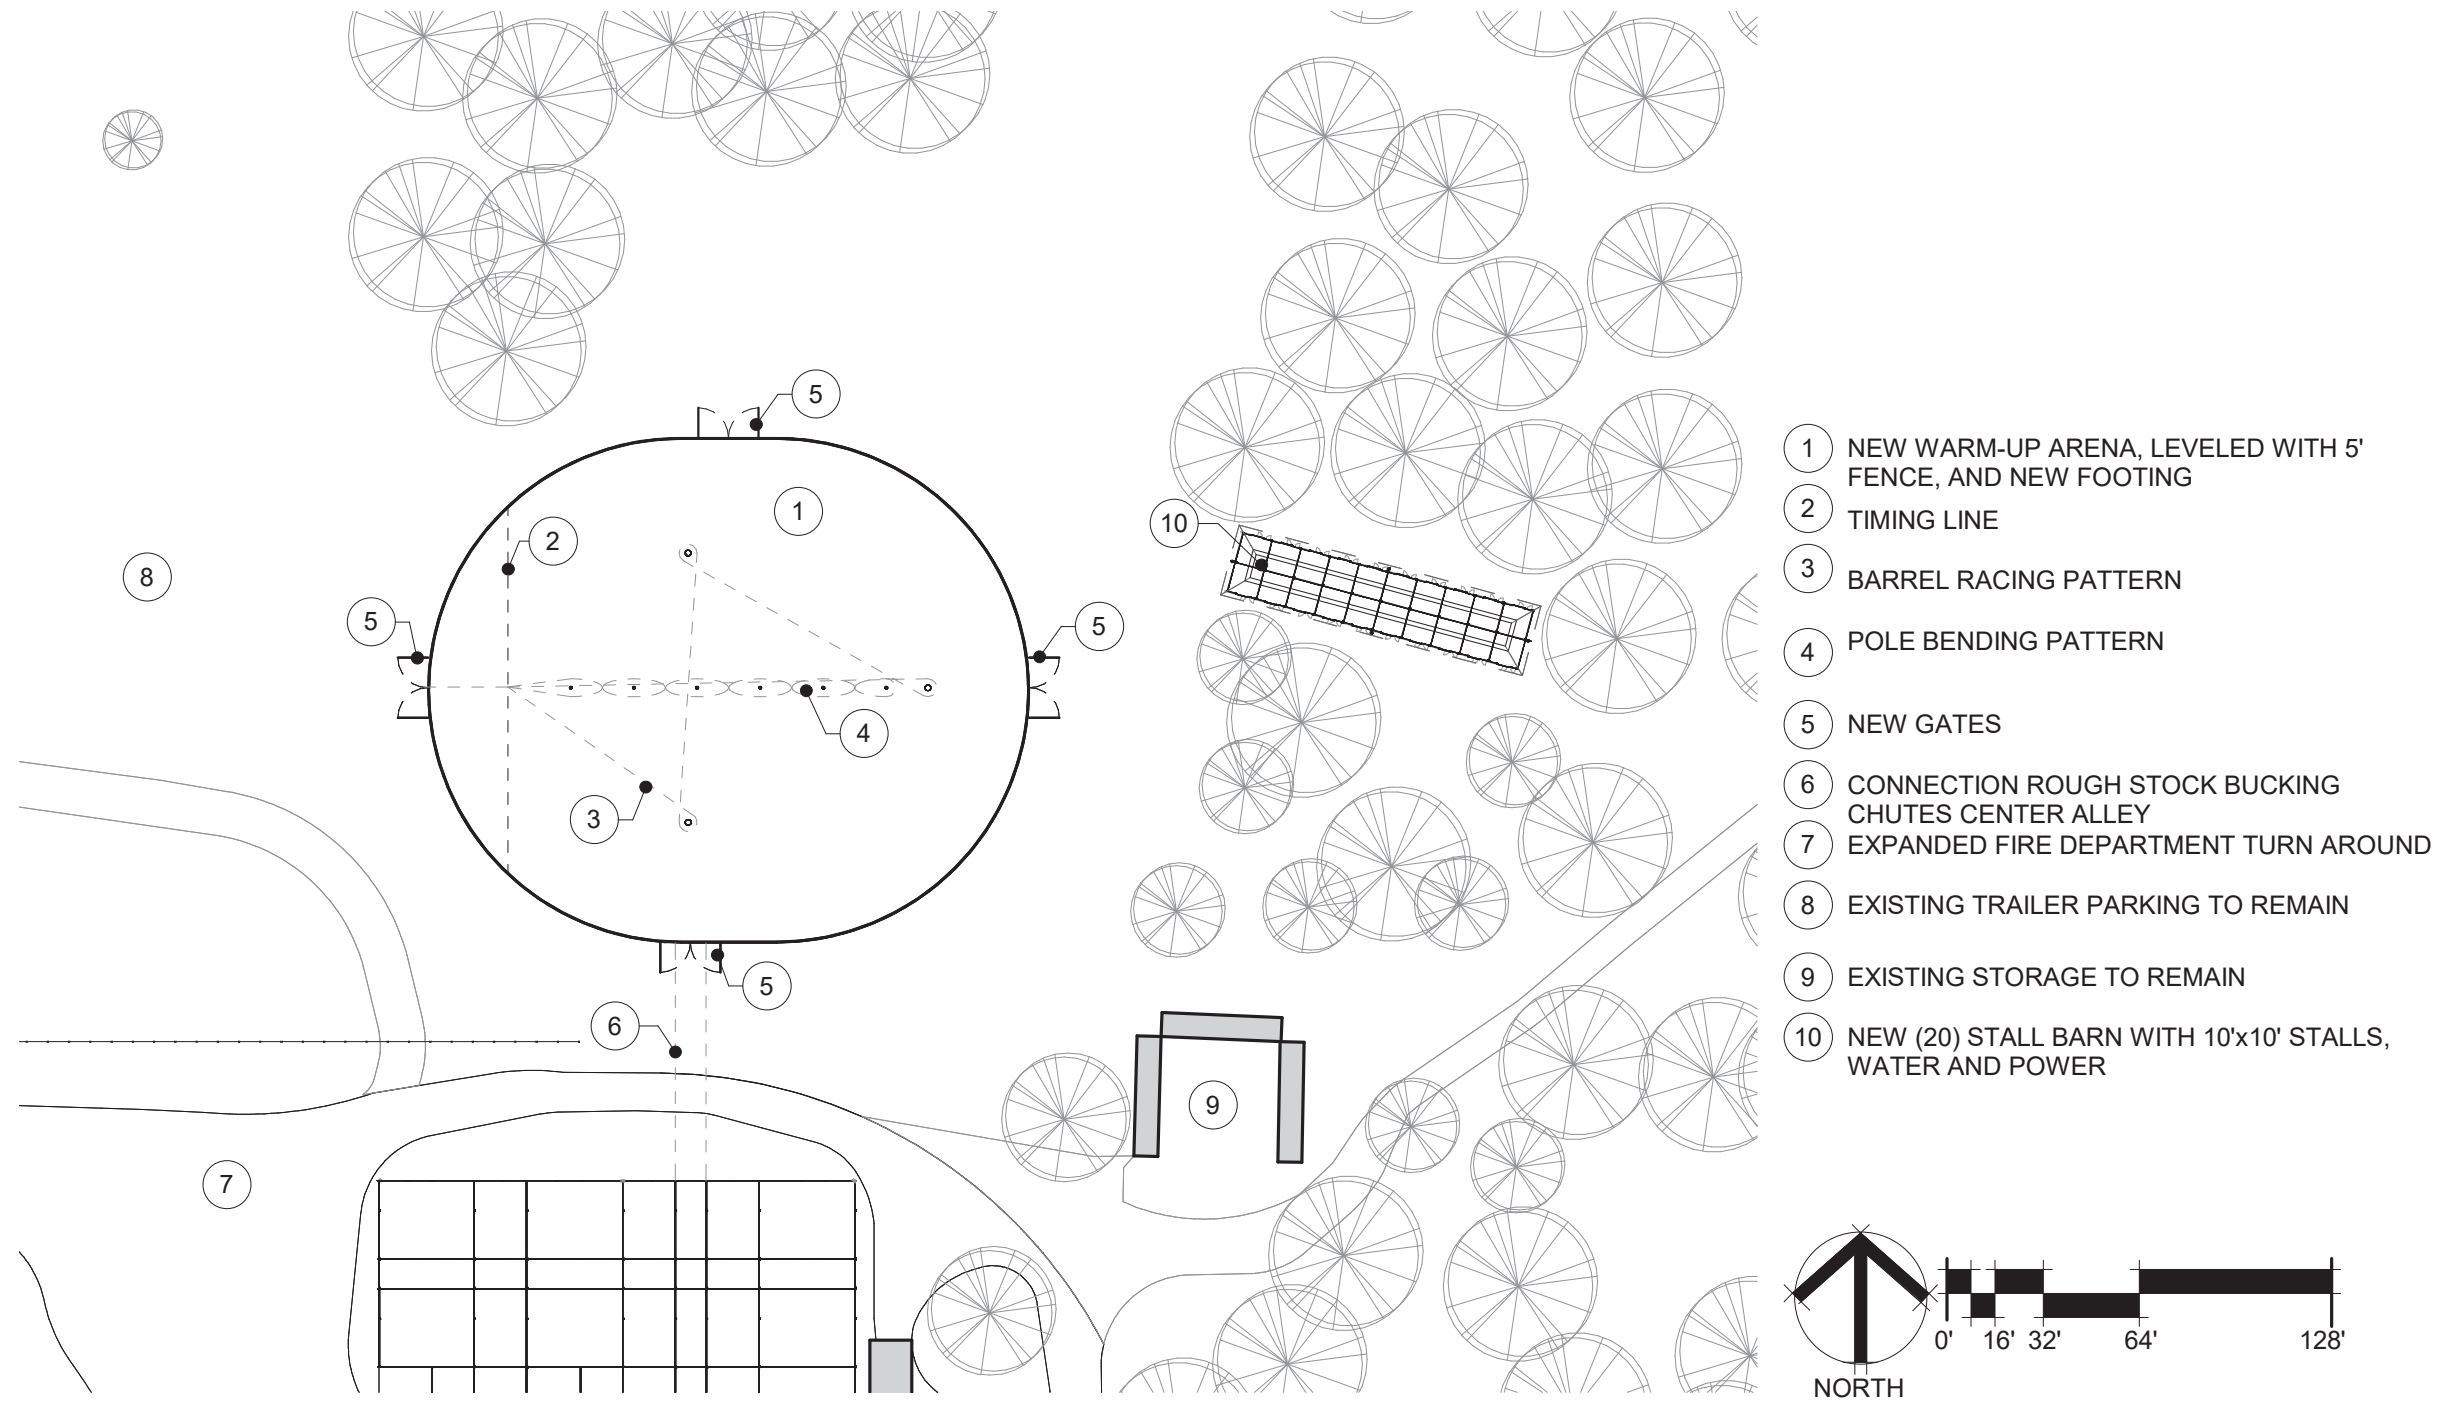 5
1
10
2
8
5
5
4
3
5
6
9
7
1 NEW WARM-UP ARENA, LEVELED WITH 5'
FENCE, AND NEW FOOTING
2 TIMING LINE
3 BARREL RACING PATTERN
4 POLE BENDING PATTERN
5 NEW GATES
6 CONNECTION ROUGH STOCK BUCKING
CHUTES CENTER ALLEY
7 EXPANDED FIRE DEPARTMENT TURN AROUND
8 EXISTING TRAILER PARKING TO REMAIN
9 EXISTING STORAGE TO REMAIN
10 NEW (20) STALL BARN WITH 10'x10' STALLS,
WATER AND POWER
0' 16' 32' 64' 128'
NORTH